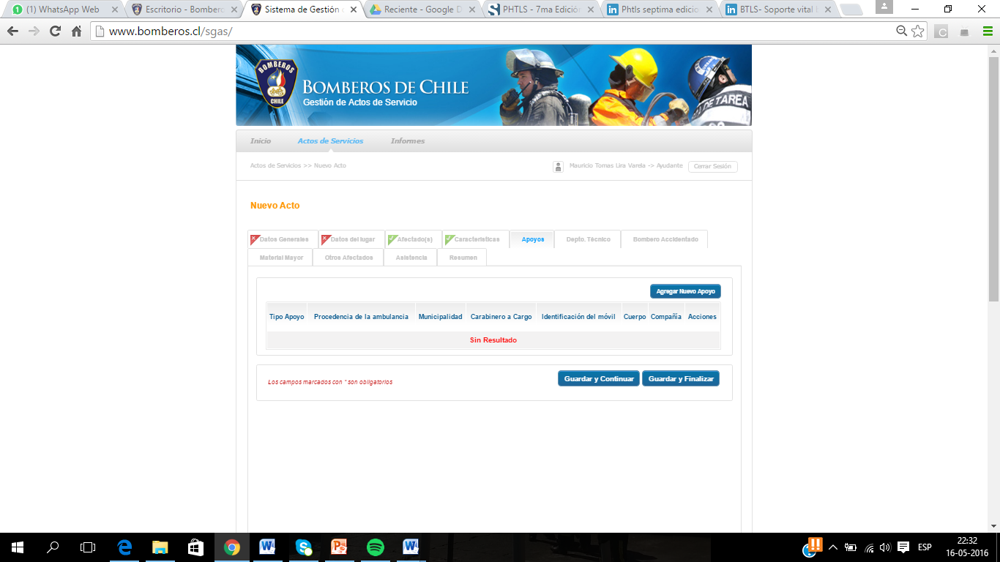 (1) WhatsApp Web
Escritorio - Bombero
Sistema de Gestión d
Reciente - Google D
PHTLS - 7ma Edición
Phtls septima edicio
BTLS- Soporte vital
www.bomberos.cl/sgas/
BOMBEROS
CHILE
BOMBEROS DE CHILE
Gestión de Actos de Servicio
DE TAREA
Inicio Actos de Servicios Informes
Actos de Servicios >> Nuevo Acto
Mauricio Tomas Lira Varela -> Ayudante Cerrar Sesión
Nuevo Acto
Datos Generales Datos del lugar Afectado(s) Características Apoyos Depto. Técnico Bombero Accidentado
Material Mayor Otros Afectados Asistencia Resumen
Agregar Nuevo Apoyo
Tipo Apoyo Procedencia de la ambulancia Municipalidad Carabinero a Cargo Identificación del móvil Cuerpo Compañía Acciones
Sin Resultado
Los campos marcados con * son obligatorios
Guardar y Continuar Guardar y Finalizar
ESP
22:32
16-05-2016